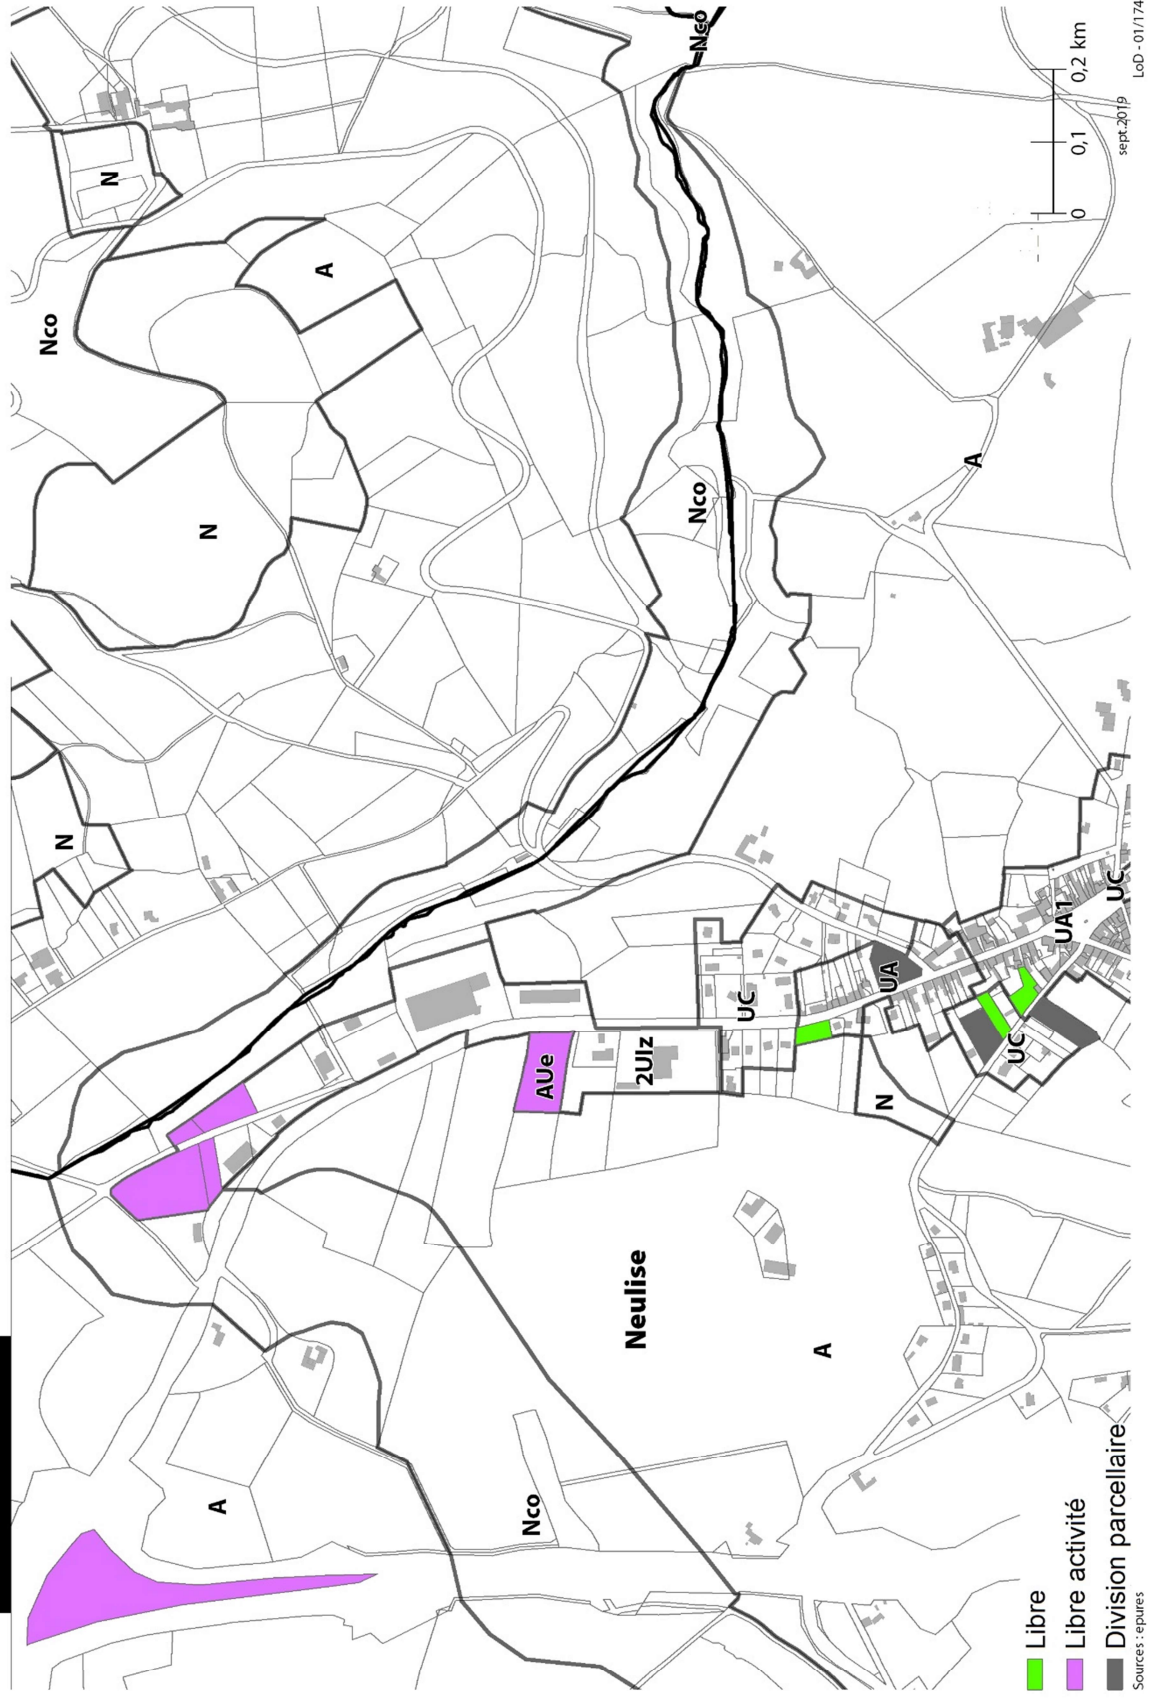 Nco
N
A
Nco
N
N
Nco
A
A
Nco
Neulise
A
AUe
2UIz
UC
N
UA
UC
UA1
UC
Libre
Libre activité
Division parcellaire
Sources : epures
0
0,1
0,2 km
sept.2019
LoD - 01/174